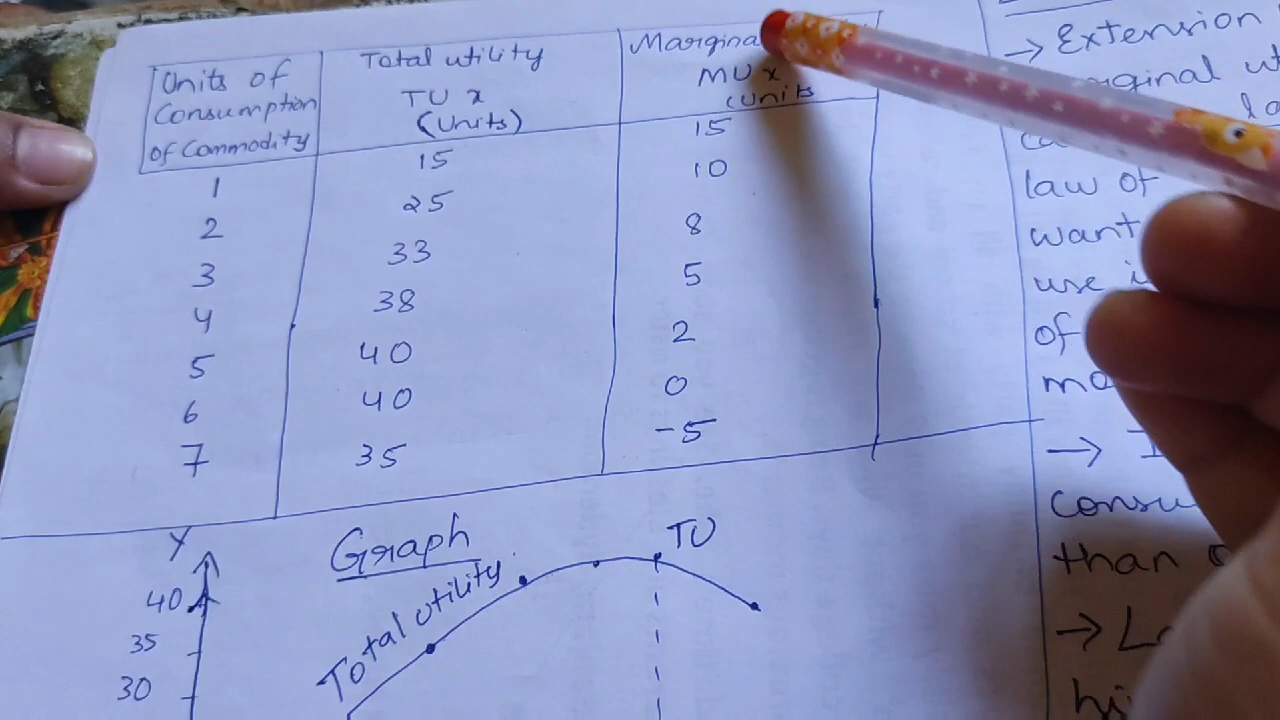 Units of Consumption of Commodity | Total utility TU x (Units) | Marginal MU x (Units
1 | 15 | 15
2 | 25 | 10
3 | 33 | 8
4 | 38 | 5
5 | 40 | 2
6 | 40 | 0
7 | 35 | -5
Graph
Y
TU
Total utility
40
35
30
→ Extension
law of
want
use
of
→
than
→